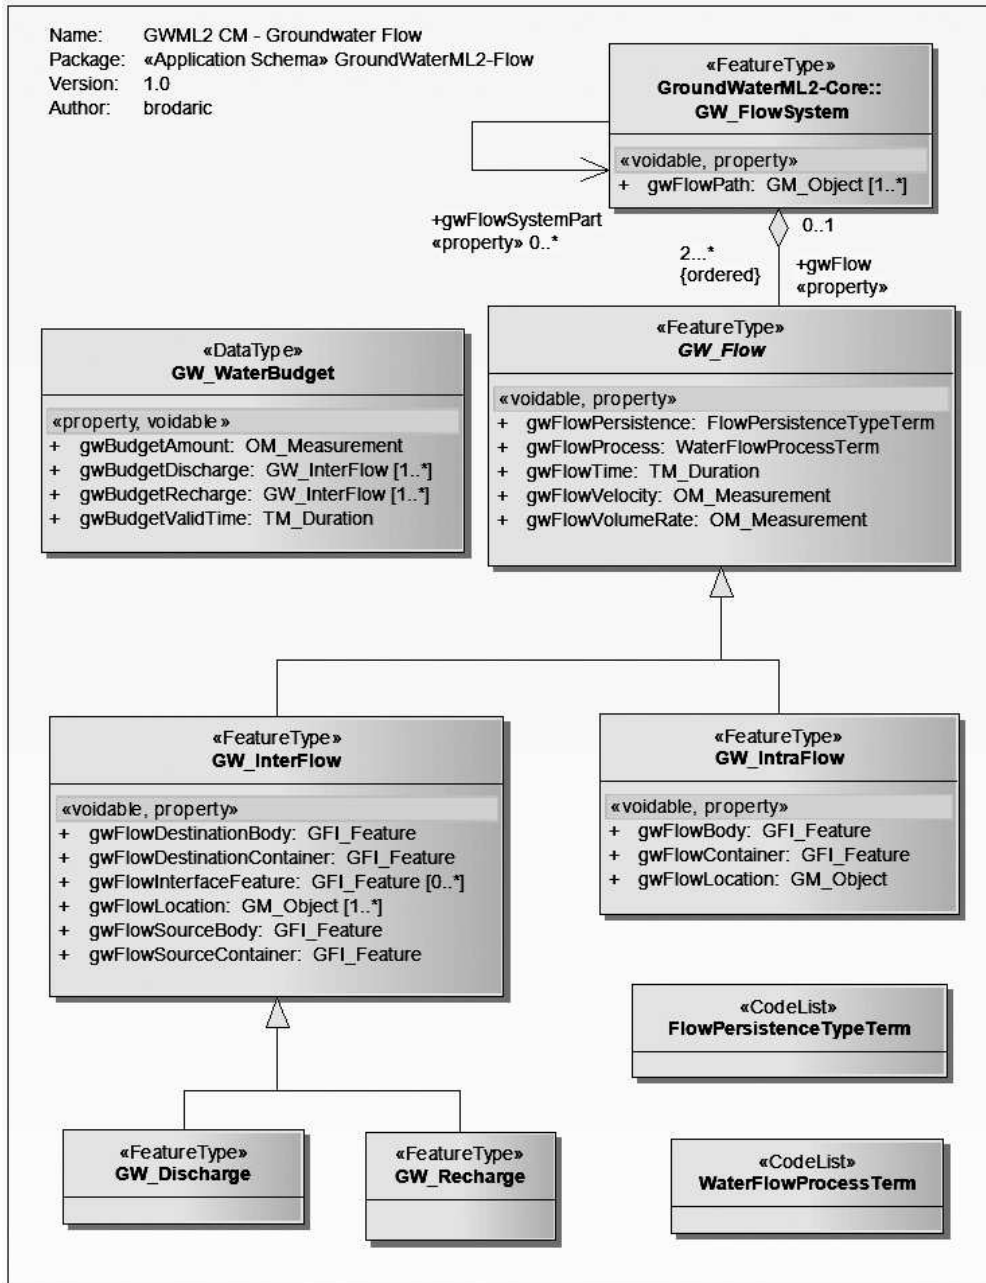 Name: GWML2 CM - Groundwater Flow
Package: «Application Schema» GroundWaterML2-Flow
Version: 1.0
Author: brodaric
«FeatureType»
GroundWaterML2-Core::
GW_FlowSystem
«voidable, property»
+ gwFlowPath: GM_Object [1..*]
+gwFlowSystemPart
«property» 0..*
0..1
2...*
{ordered}
+gwFlow
«property»
«DataType»
GW_WaterBudget
«property, voidable»
+ gwBudgetAmount: OM_Measurement
+ gwBudgetDischarge: GW_InterFlow [1..*]
+ gwBudgetRecharge: GW_InterFlow [1..*]
+ gwBudgetValidTime: TM_Duration
«FeatureType»
GW_Flow
«voidable, property»
+ gwFlowPersistence: FlowPersistenceTypeTerm
+ gwFlowProcess: WaterFlowProcessTerm
+ gwFlowTime: TM_Duration
+ gwFlowVelocity: OM_Measurement
+ gwFlowVolumeRate: OM_Measurement
«FeatureType»
GW_InterFlow
«voidable, property»
+ gwFlowDestinationBody: GFI_Feature
+ gwFlowDestinationContainer: GFI_Feature
+ gwFlowInterfaceFeature: GFI_Feature [0..*]
+ gwFlowLocation: GM_Object [1..*]
+ gwFlowSourceBody: GFI_Feature
+ gwFlowSourceContainer: GFI_Feature
«FeatureType»
GW_IntraFlow
«voidable, property»
+ gwFlowBody: GFI_Feature
+ gwFlowContainer: GFI_Feature
+ gwFlowLocation: GM_Object
«CodeList»
FlowPersistenceTypeTerm
«FeatureType»
GW_Discharge
«FeatureType»
GW_Recharge
«CodeList»
WaterFlowProcessTerm